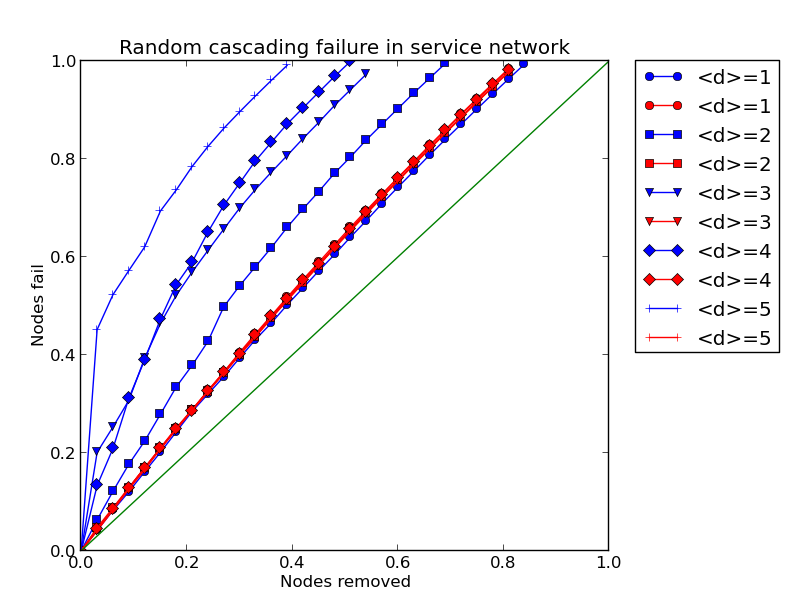 Random cascading failure in service network
1.0
0.8
0.6
0.4
0.2
0.0
Nodes fail
0.0 0.2 0.4 0.6 0.8 1.0
Nodes removed
<d>=1
<d>=1
<d>=2
<d>=2
<d>=3
<d>=3
<d>=4
<d>=4
<d>=5
<d>=5